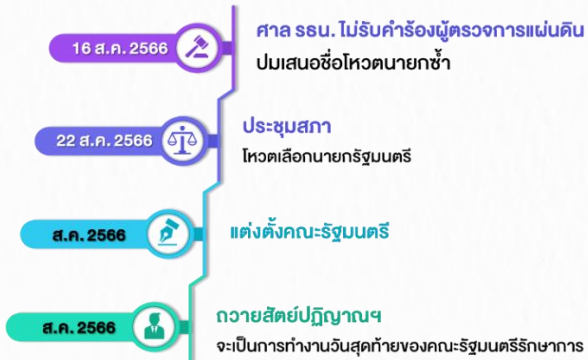 16 ส.ค. 2566
ศาล รธน. ไม่รับคำร้องผู้ตรวจการแผ่นดิน
ปมเสนอชื่อโหวตนายกซ้ำ
22 ส.ค. 2566
ประชุมสภา
โหวตเลือกนายกรัฐมนตรี
ส.ค. 2566
แต่งตั้งคณะรัฐมนตรี
ส.ค. 2566
ถวายสัตย์ปฏิญาณฯ
จะเป็นการทำงานวันสุดท้ายของคณะรัฐมนตรีรักษาการ